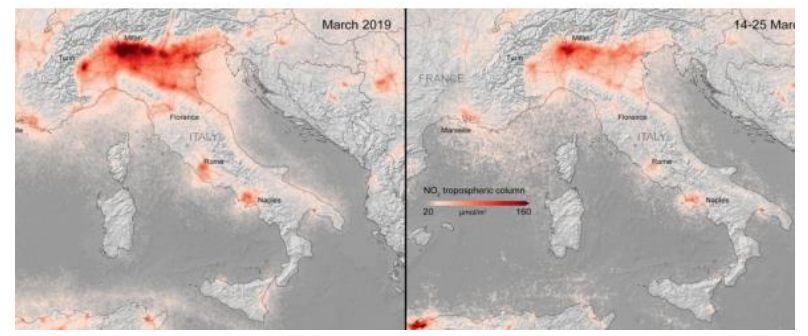 March 2019
Milan
Turin
Florence
ITALY
Rome
Naples
14-25 Marc
Milan
Turin
FRANCE
Marseille
Florence
ITALY
Rome
NO₂ tropospheric column
20 µmol/m² 160
Naples